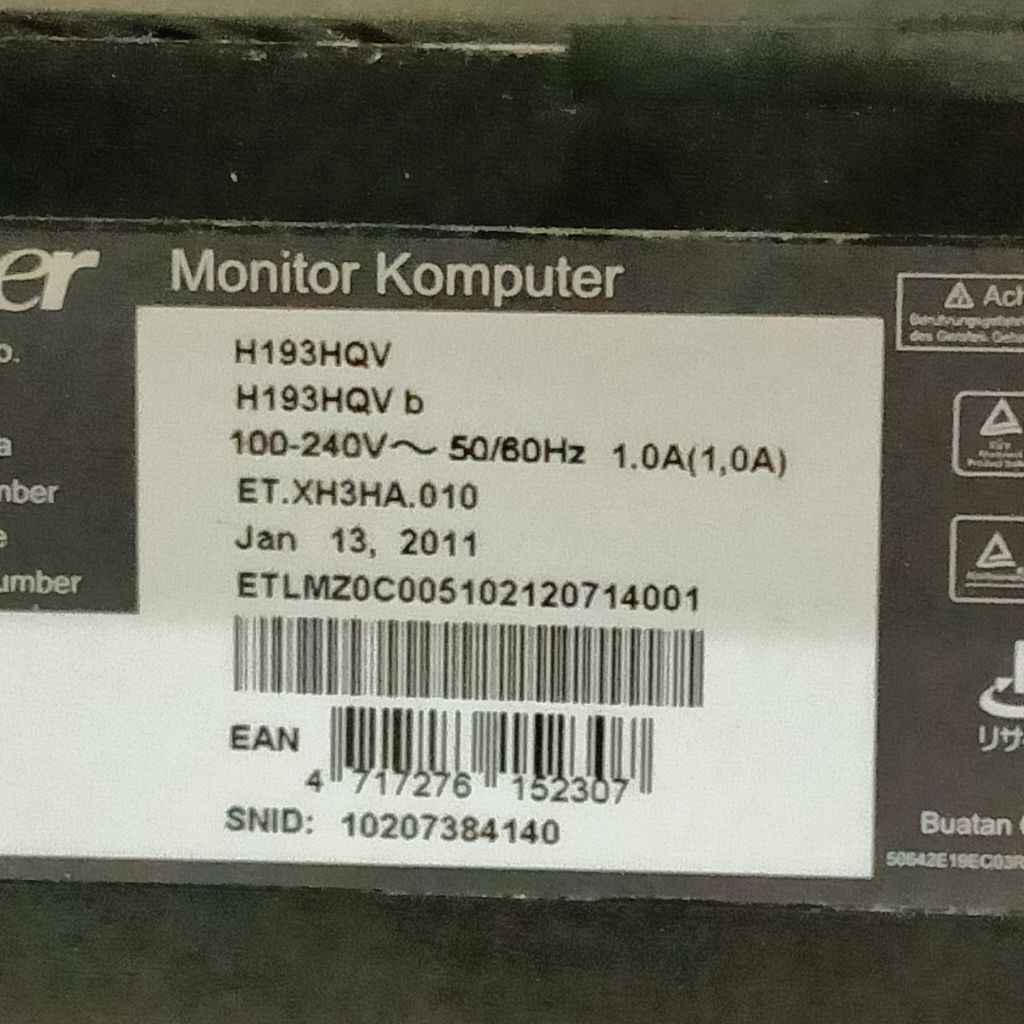 er Monitor Komputer
o.
H193HQV
H193HQV b
a 100-240V～ 50/60Hz 1.0A(1,0A)
mber ET.XH3HA.010
e Jan 13, 2011
umber ETLMZ0C005102120714001
EAN
4 717276 152307
SNID: 10207384140
Ach
リサ
Buatan
50642E19EC03R